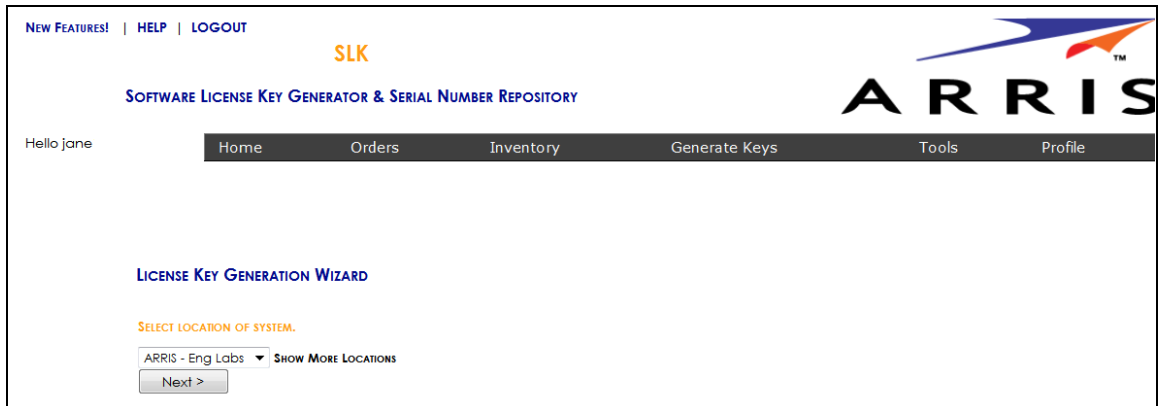 NEW FEATURES! | HELP | LOGOUT
SLK
SOFTWARE LICENSE KEY GENERATOR & SERIAL NUMBER REPOSITORY
TM
ARRIS
Hello jane
Home Orders Inventory Generate Keys Tools Profile
LICENSE KEY GENERATION WIZARD
SELECT LOCATION OF SYSTEM.
ARRIS - Eng Labs SHOW MORE LOCATIONS
Next >